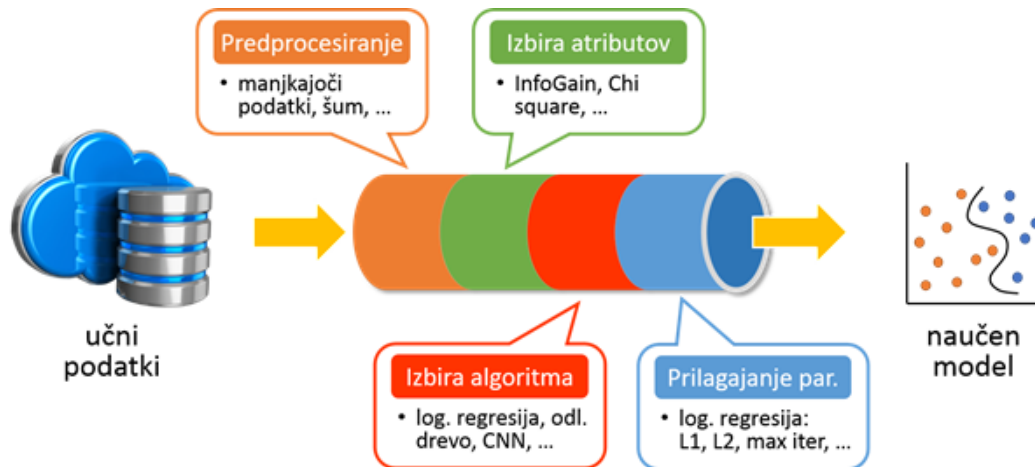 Predprocesiranje
• manjkajoči
podatki, šum, ...
Izbira atributov
• InfoGain, Chi
square, ...
učni
podatki
Izbira algoritma
• log. regresija, odl.
drevo, CNN, ...
Prilagajanje par.
• log. regresija:
L1, L2, max iter, ...
naučen
model